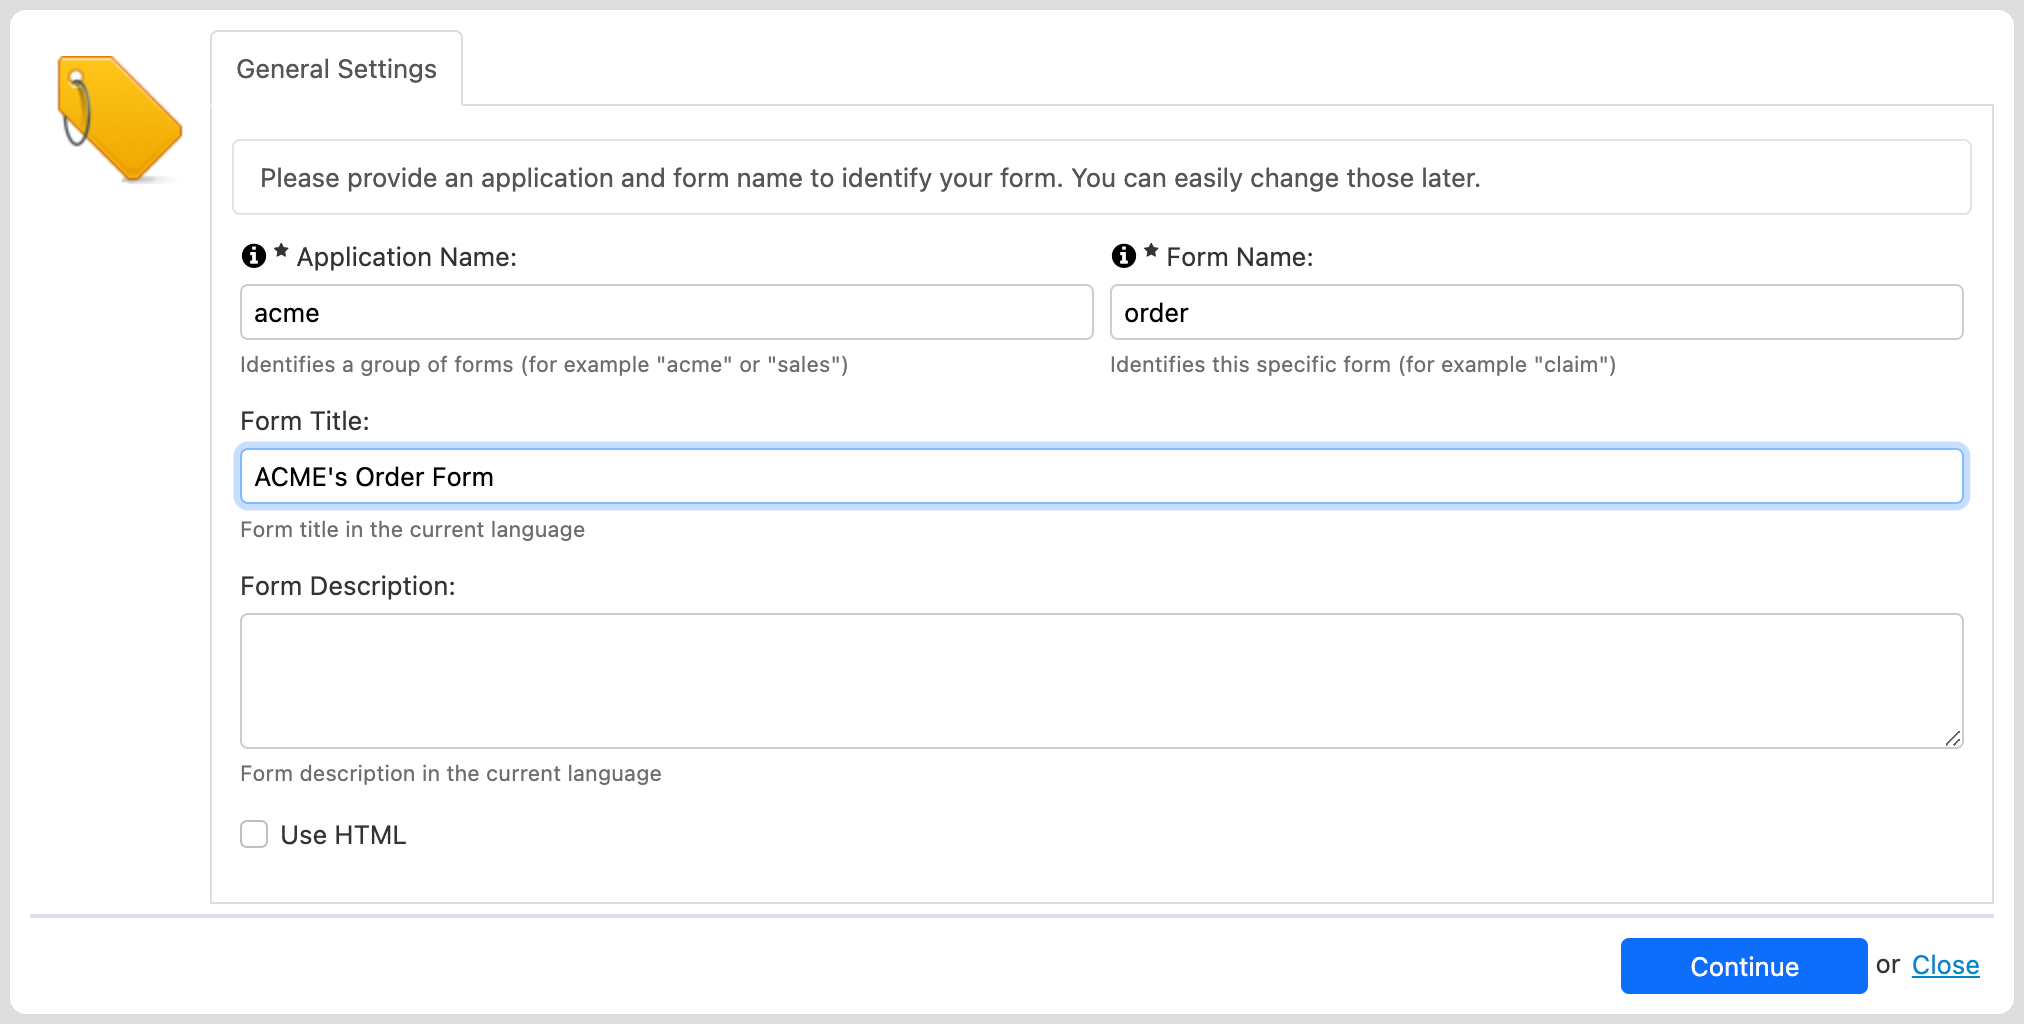 General Settings
Please provide an application and form name to identify your form. You can easily change those later.
* Application Name:
acme
Identifies a group of forms (for example "acme" or "sales")
* Form Name:
order
Identifies this specific form (for example "claim")
Form Title:
ACME's Order Form
Form title in the current language
Form Description:
Form description in the current language
Use HTML
Continue or Close